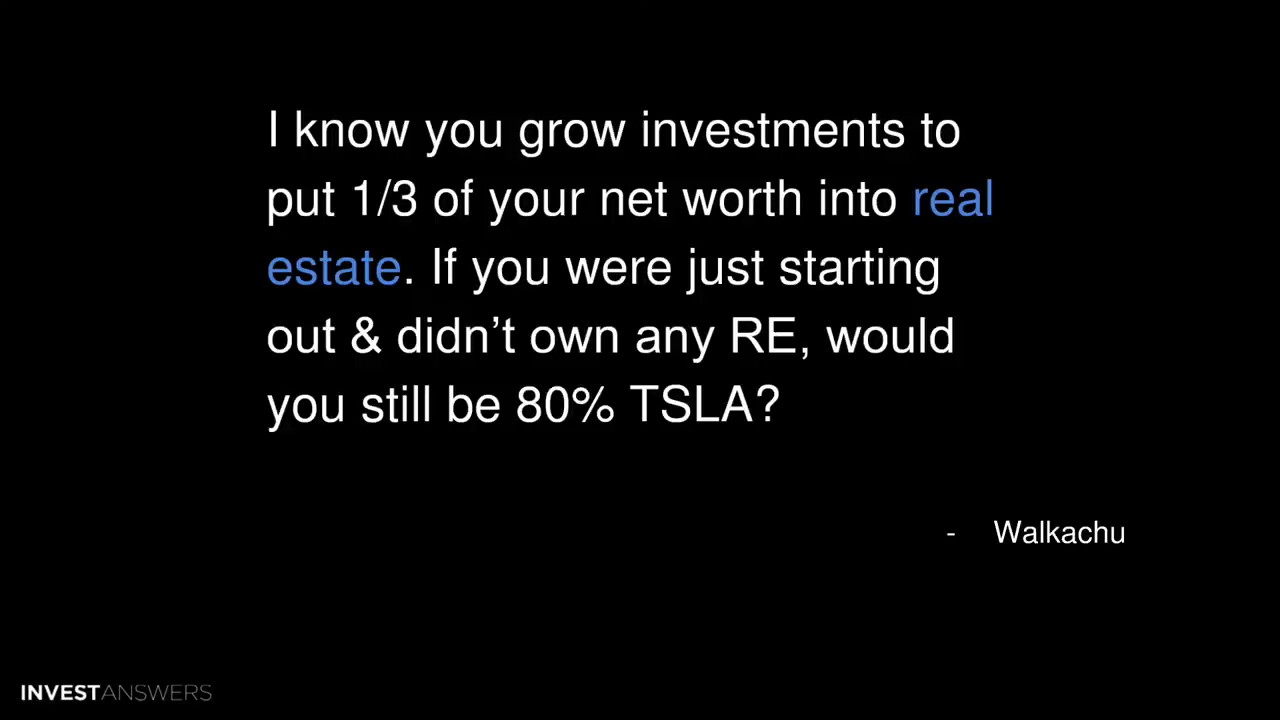 I know you grow investments to
put 1/3 of your net worth into real
estate. If you were just starting
out & didn’t own any RE, would
you still be 80% TSLA?
- Walkachu
INVESTANSWERS